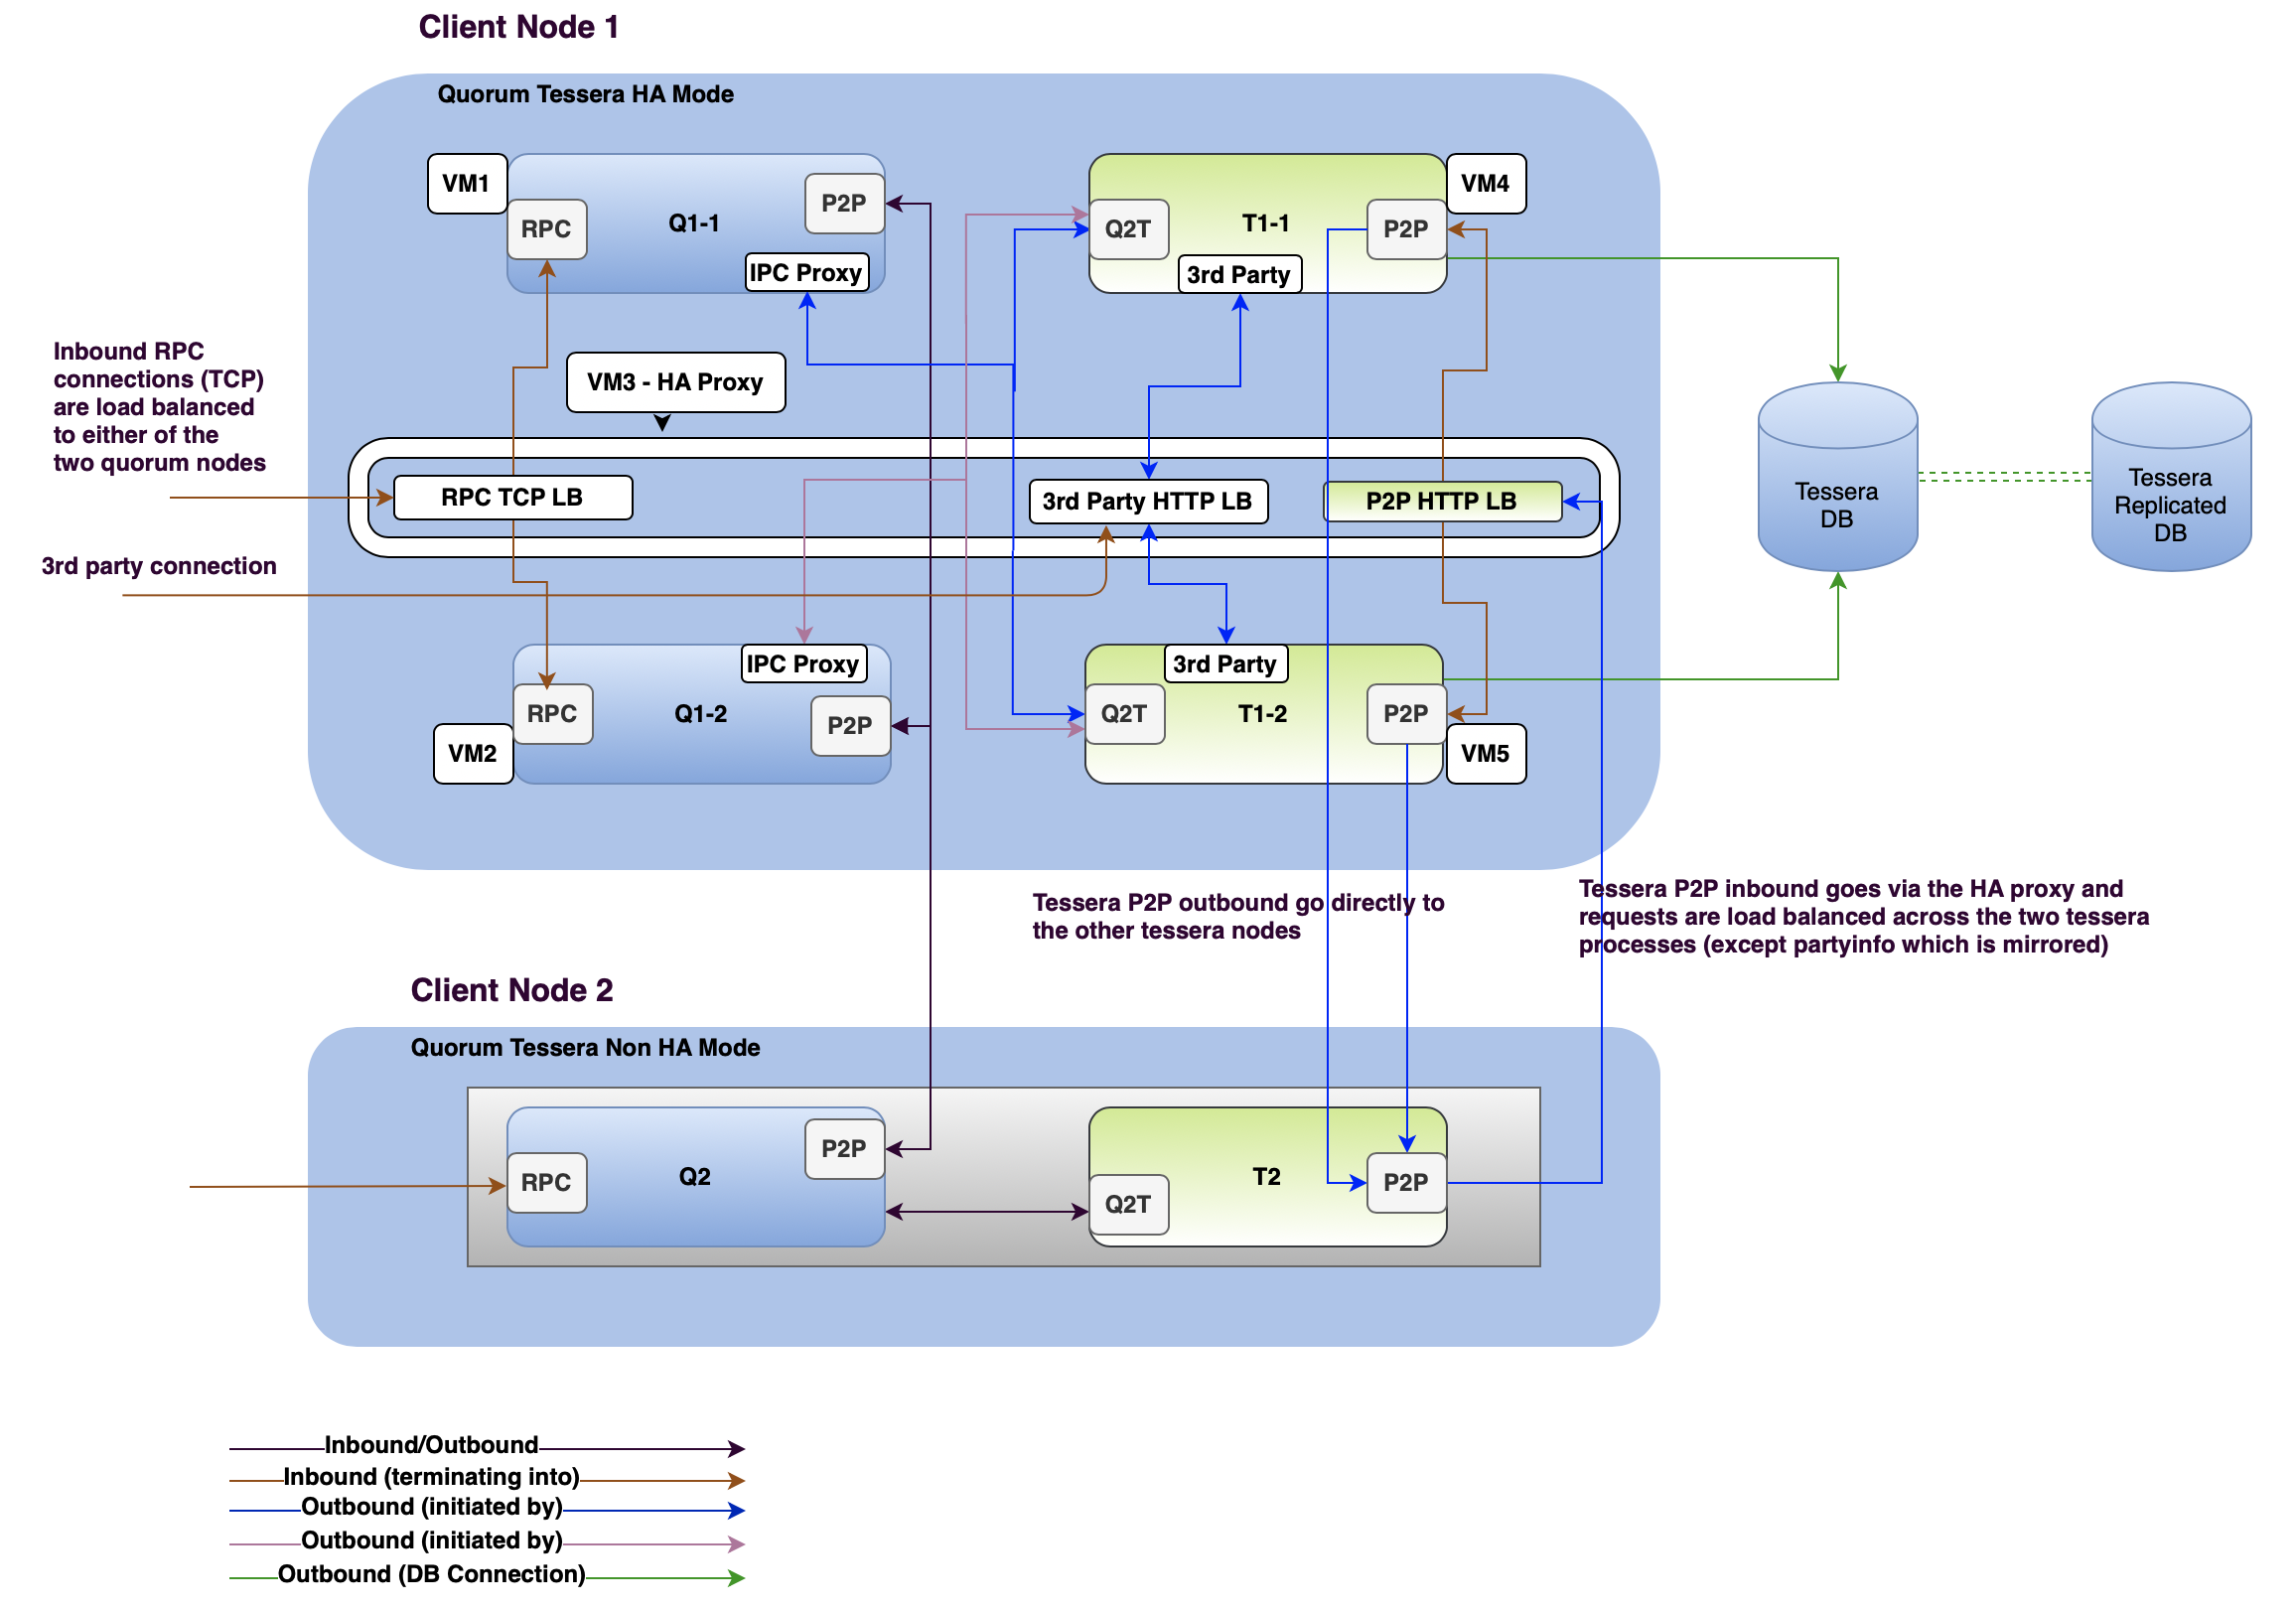 Client Node 1
Quorum Tessera HA Mode
VM1
RPC
Q1-1
P2P
IPC Proxy
Q2T
T1-1
P2P
3rd Party
VM4
Inbound RPC
connections (TCP)
are load balanced
to either of the
two quorum nodes
VM3 - HA Proxy
RPC TCP LB
3rd Party HTTP LB
P2P HTTP LB
Tessera
DB
Tessera
Replicated
DB
3rd party connection
IPC Proxy
RPC
Q1-2
P2P
VM2
3rd Party
Q2T
T1-2
P2P
VM5
Tessera P2P outbound go directly to
the other tessera nodes
Tessera P2P inbound goes via the HA proxy and
requests are load balanced across the two tessera
processes (except partyinfo which is mirrored)
Client Node 2
Quorum Tessera Non HA Mode
RPC
Q2
P2P
Q2T
T2
P2P
Inbound/Outbound
Inbound (terminating into)
Outbound (initiated by)
Outbound (initiated by)
Outbound (DB Connection)